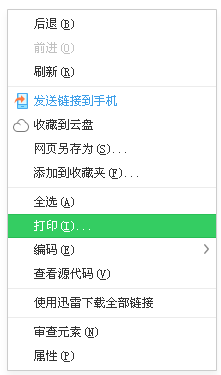 后退(B)
前进(O)
刷新(R)
发送链接到手机
收藏到云盘
网页另存为(S)...
添加到收藏夹(F)...
全选(A)
打印(I)...
编码(E)
查看源代码(V)
使用迅雷下载全部链接
审查元素(N)
属性(P)